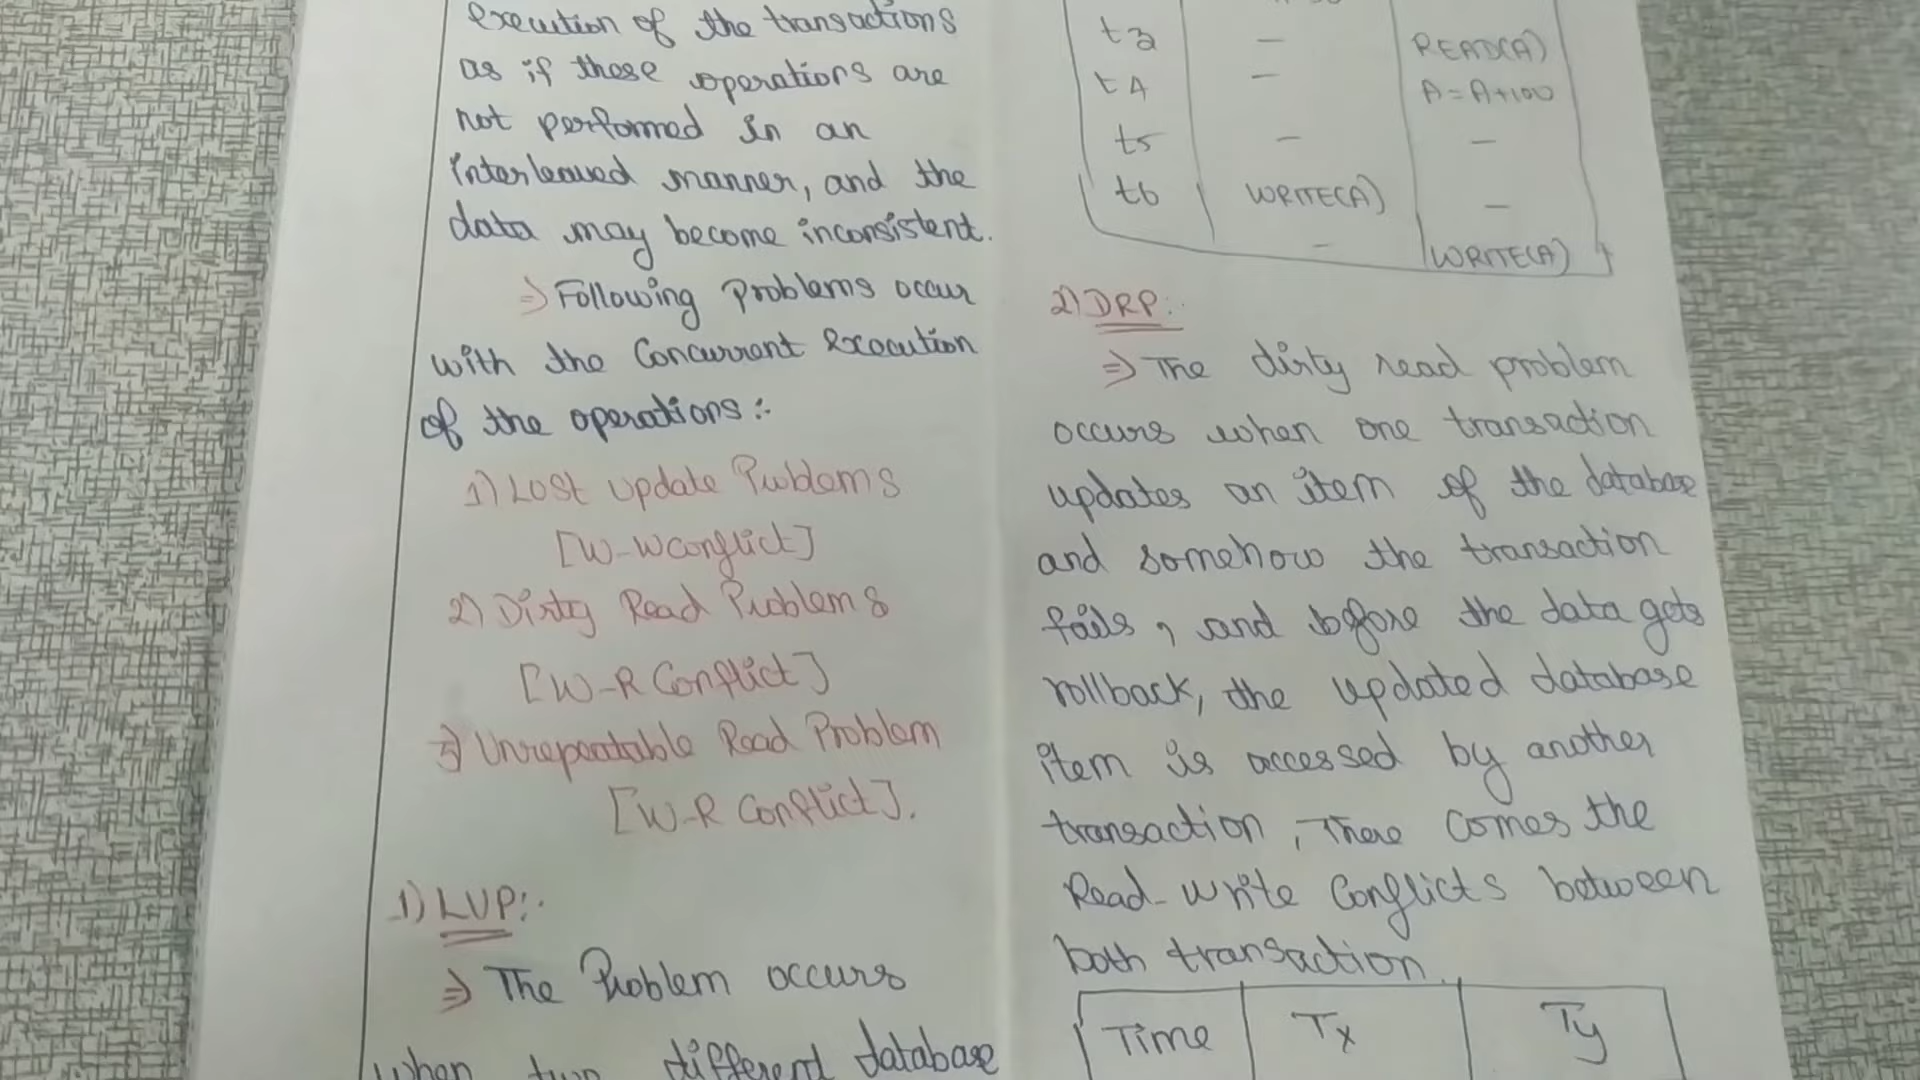 execution of the transactions
as if these operations are
not performed in an
interleaved manner, and the
data may become inconsistent.
=> Following Problems occur
with the Concurrent Execution
of the operations :-
1) Lost update Problems
[W-W conflict]
2) Dirty Read Problems
[W-R Conflict]
3) Unrepeatable Read Problem
[W-R Conflict].
1) LUP:-
=> The Problem occurs
when two different database
t3 — READ(A)
t4 — A=A+100
t5 — —
t6 WRITE(A) —
— WRITE(A)
2) DRP:-
=> The dirty read problem
occurs when one transaction
updates an item of the database
and somehow the transaction
fails, and before the data gets
rollback, the updated database
item is accessed by another
transaction, There comes the
Read-Write Conflicts between
both transaction.
Time Tx Ty